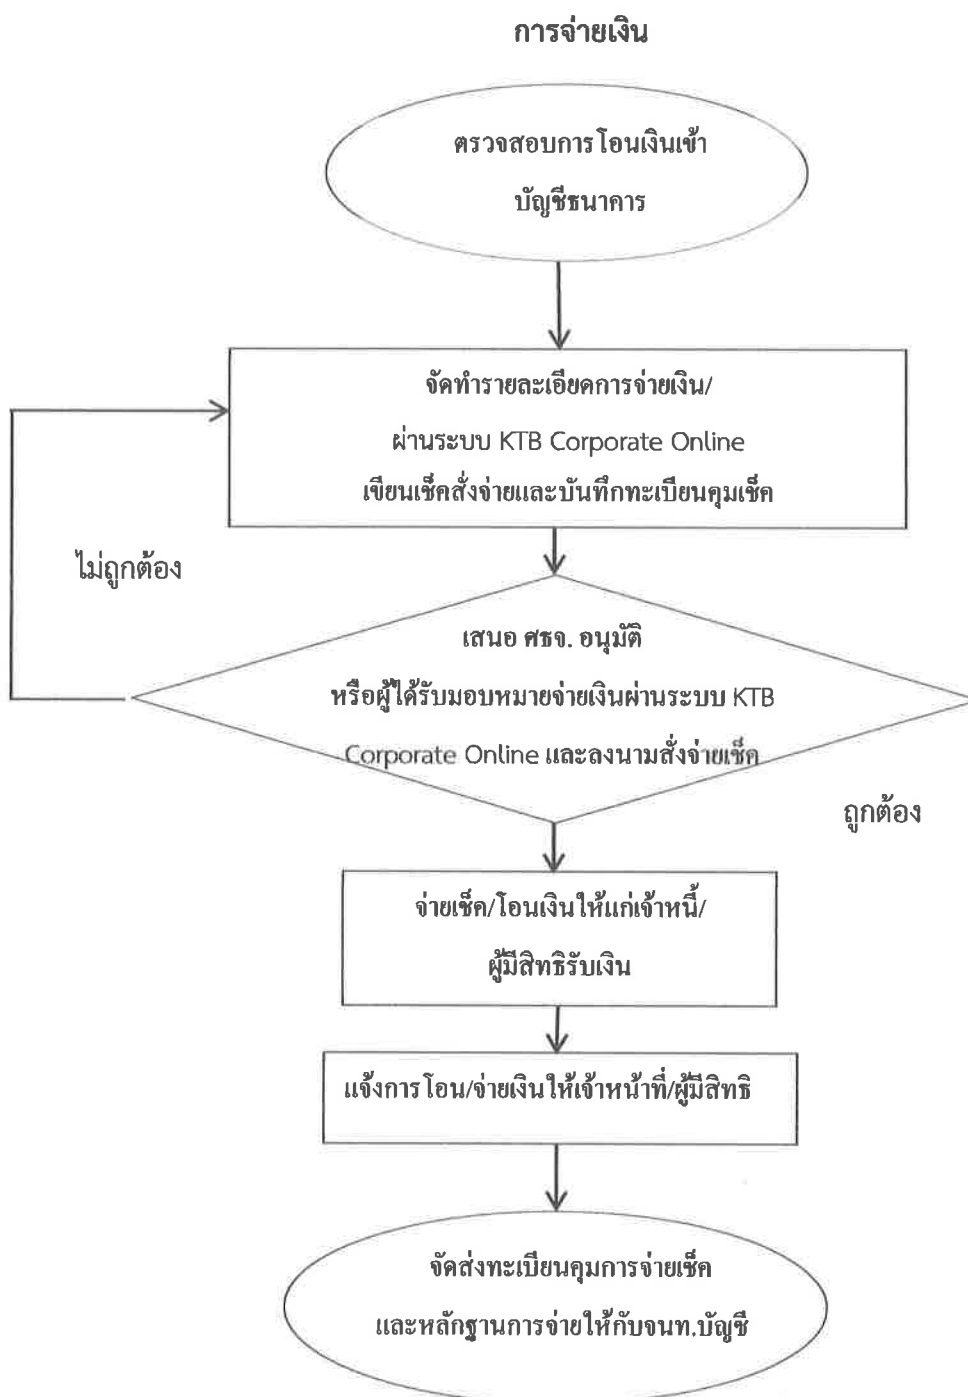 การจ่ายเงิน
ตรวจสอบการโอนเงินเข้า
บัญชีธนาคาร
จัดทำรายละเอียดการจ่ายเงิน/
ผ่านระบบ KTB Corporate Online
เขียนเช็คสั่งจ่ายและบันทึกทะเบียนคุมเช็ค
ไม่ถูกต้อง
เสนอ ศธจ. อนุมัติ
หรือผู้ได้รับมอบหมายจ่ายเงินผ่านระบบ KTB
Corporate Online และลงนามสั่งจ่ายเช็ค
ถูกต้อง
จ่ายเช็ค/โอนเงินให้แก่เจ้าหนี้/
ผู้มีสิทธิรับเงิน
แจ้งการโอน/จ่ายเงินให้เจ้าหน้าที่/ผู้มีสิทธิ
จัดส่งทะเบียนคุมการจ่ายเช็ค
และหลักฐานการจ่ายให้กับจนท.บัญชี